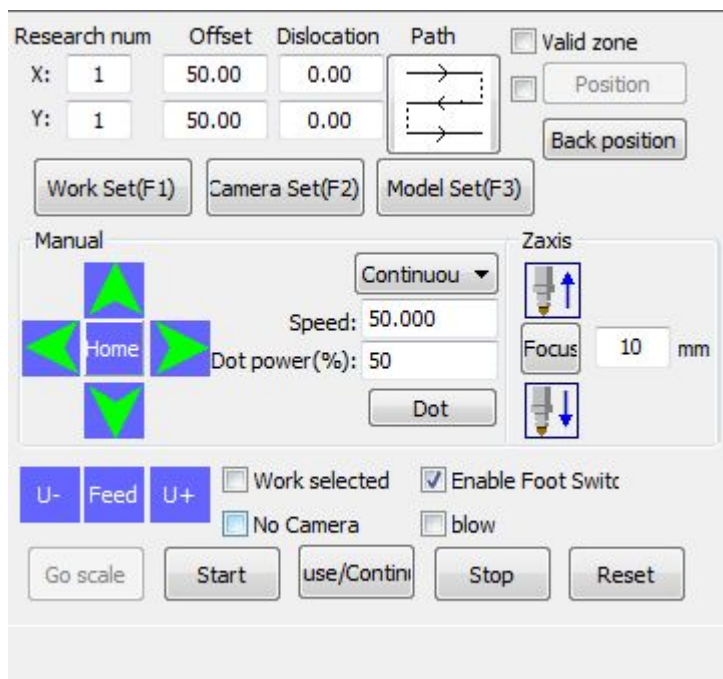 Research num Offset Dislocation Path Valid zone
X: 1 50.00 0.00 Position
Y: 1 50.00 0.00 Back position
Work Set(F1) Camera Set(F2) Model Set(F3)
Manual Zaxis
Continuou
Speed: 50.000
Home Dot power(%): 50 Focus 10 mm
Dot
U- Feed U+ Work selected Enable Foot Switc
No Camera blow
Go scale Start use/Contin Stop Reset